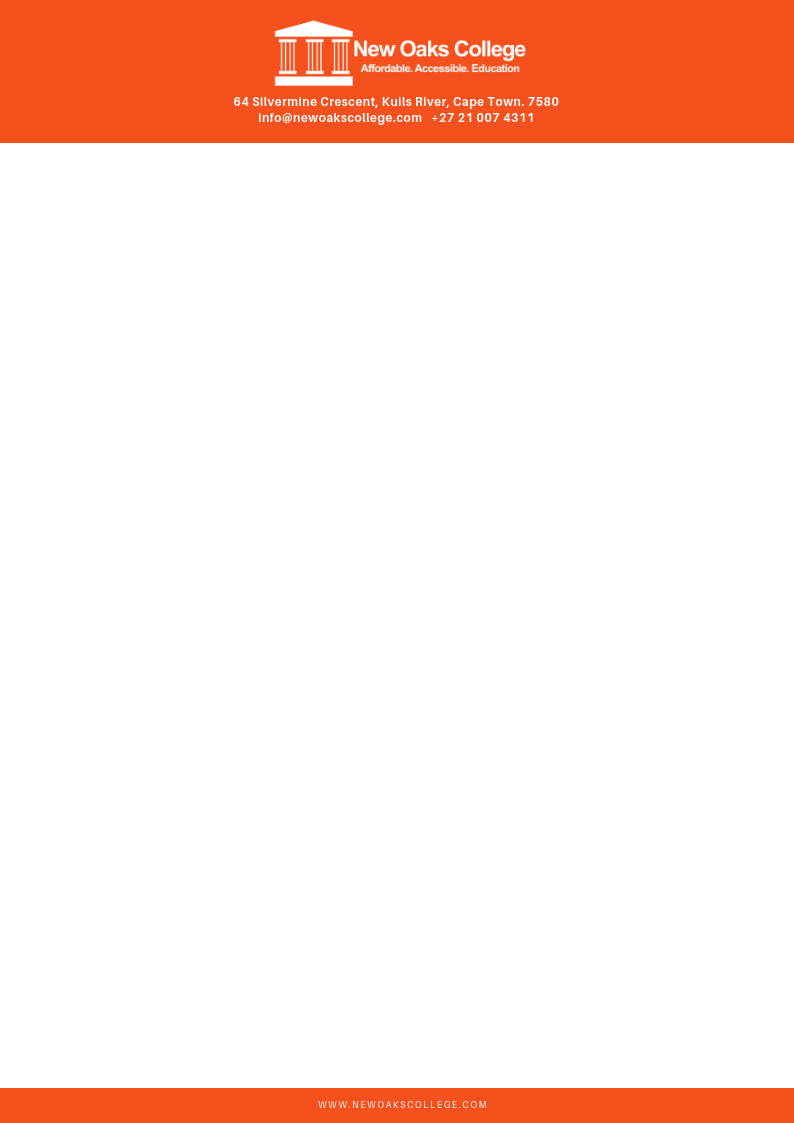 New Oaks College
Affordable. Accessible. Education
64 Silvermine Crescent, Kuils River, Cape Town. 7580
info@newoakscollege.com +27 21 007 4311
WWW.NEWOAKSCOLLEGE.COM